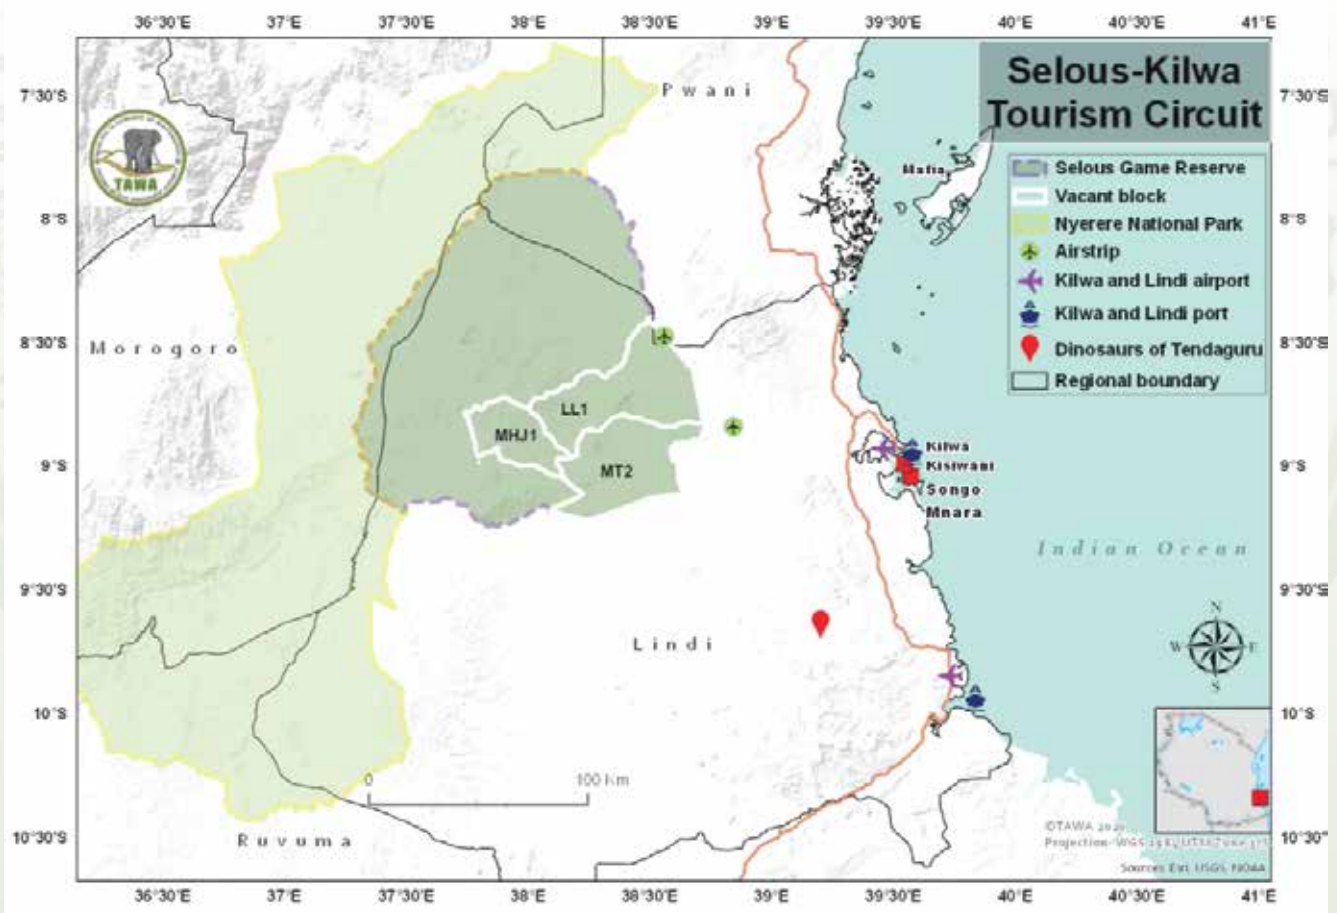 36°30'E 37°E 37°30'E 38°E 38°30'E 39°E 39°30'E 40°E 40°30'E 41°E
Selous-Kilwa
Tourism Circuit
Selous Game Reserve
Vacant block
Nyerere National Park
Airstrip
Kilwa and Lindi airport
Kilwa and Lindi port
Dinosaurs of Tendaguru
Regional boundary
7°30'S
8°S
8°30'S
9°S
9°30'S
10°S
10°30'S
7°30'S
8°S
8°30'S
9°S
9°30'S
10°S
10°30'S
TAWA
Pwani
Mafia
Morogoro
LL1
MHJ1
MT2
Kilwa
Kisiwani
Songo
Mnara
Indian Ocean
Lindi
Ruvuma
N
W E
S
0 100 Km
©TAWA
Projection: WGS
Sources: Esri, USGS, NOAA
36°30'E 37°E 37°30'E 38°E 38°30'E 39°E 39°30'E 40°E 40°30'E 41°E